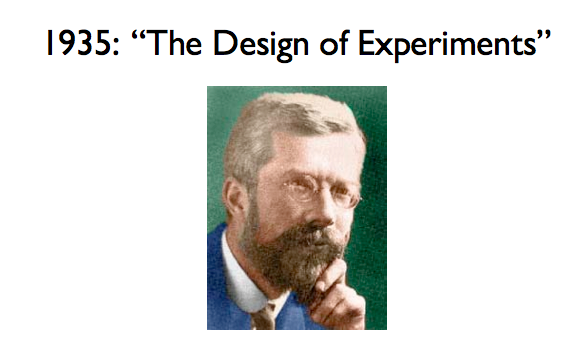 1935: “The Design of Experiments”